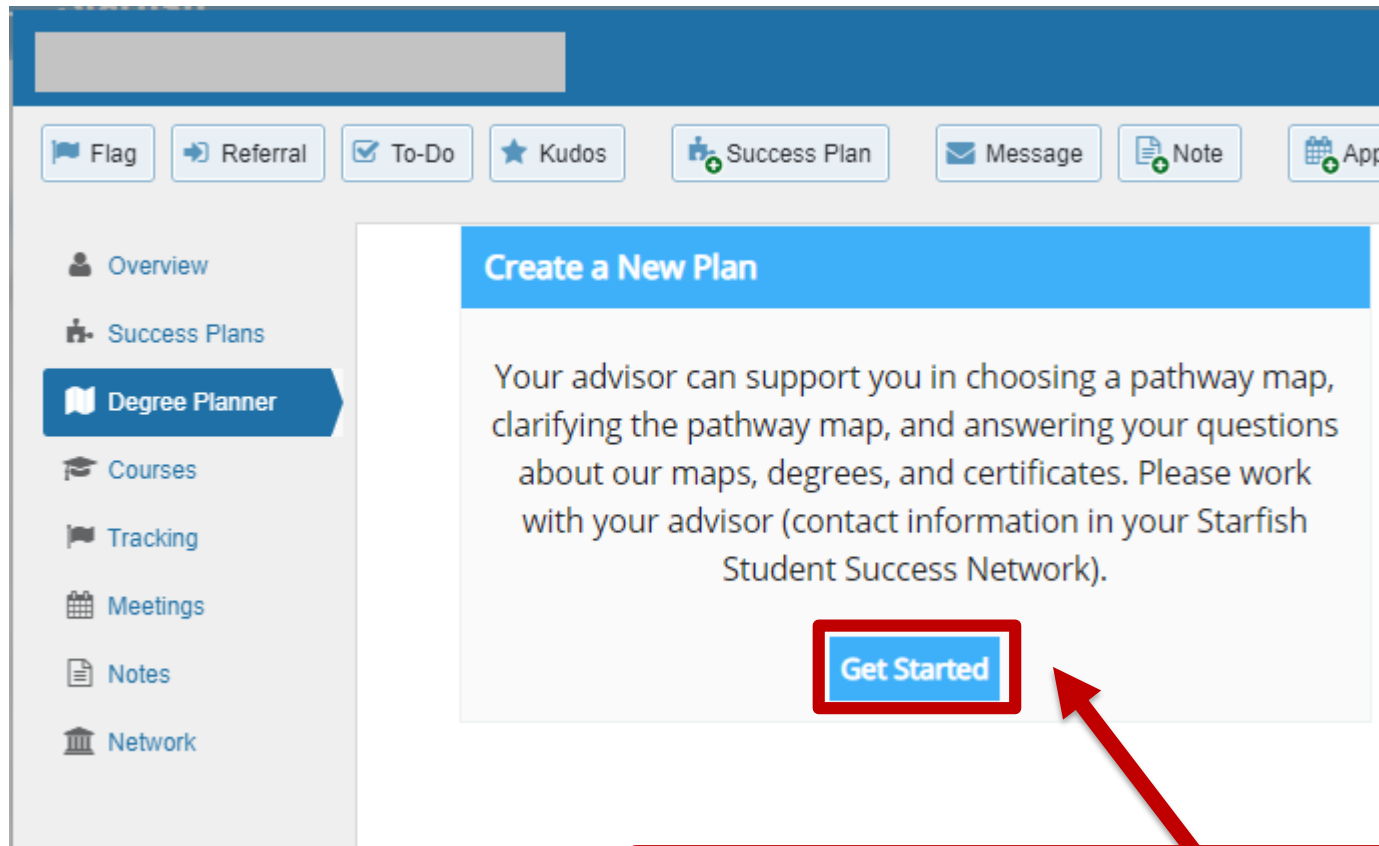 Flag
Referral
To-Do
Kudos
Success Plan
Message
Note
App
Overview
Success Plans
Degree Planner
Courses
Tracking
Meetings
Notes
Network
Create a New Plan
Your advisor can support you in choosing a pathway map,
clarifying the pathway map, and answering your questions
about our maps, degrees, and certificates. Please work
with your advisor (contact information in your Starfish
Student Success Network).
Get Started